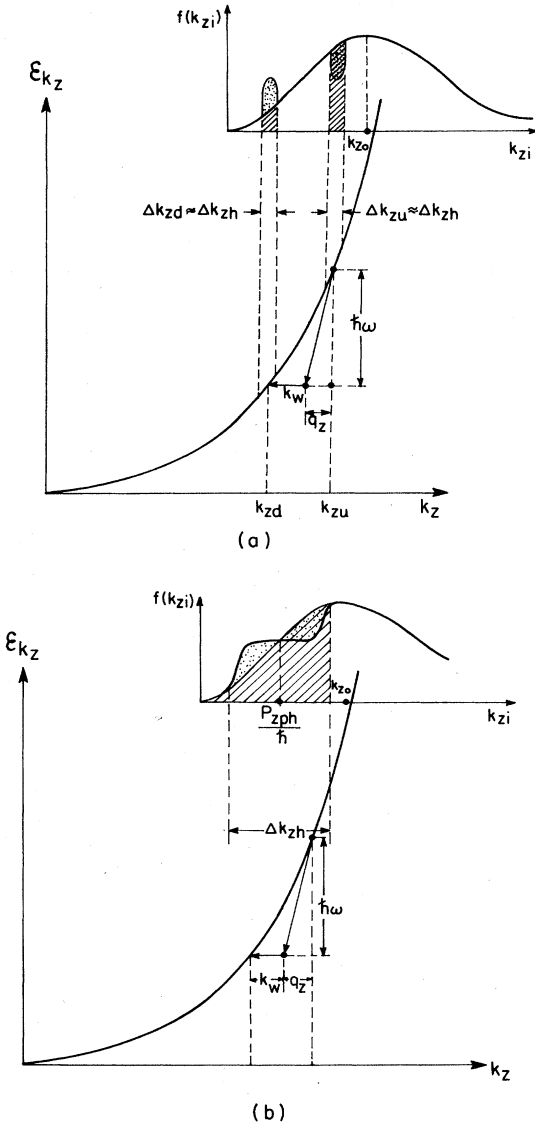 f(k_zi)
ε_kz
k_zo
k_zi
Δk_zd ≈ Δk_zh
Δk_zu ≈ Δk_zh
ħω
k_w
q_z
k_zd
k_zu
k_z
(a)
f(k_zi)
ε_kz
k_zo
P_zph
ħ
k_zi
Δk_zh
ħω
k_w
q_z
k_z
(b)